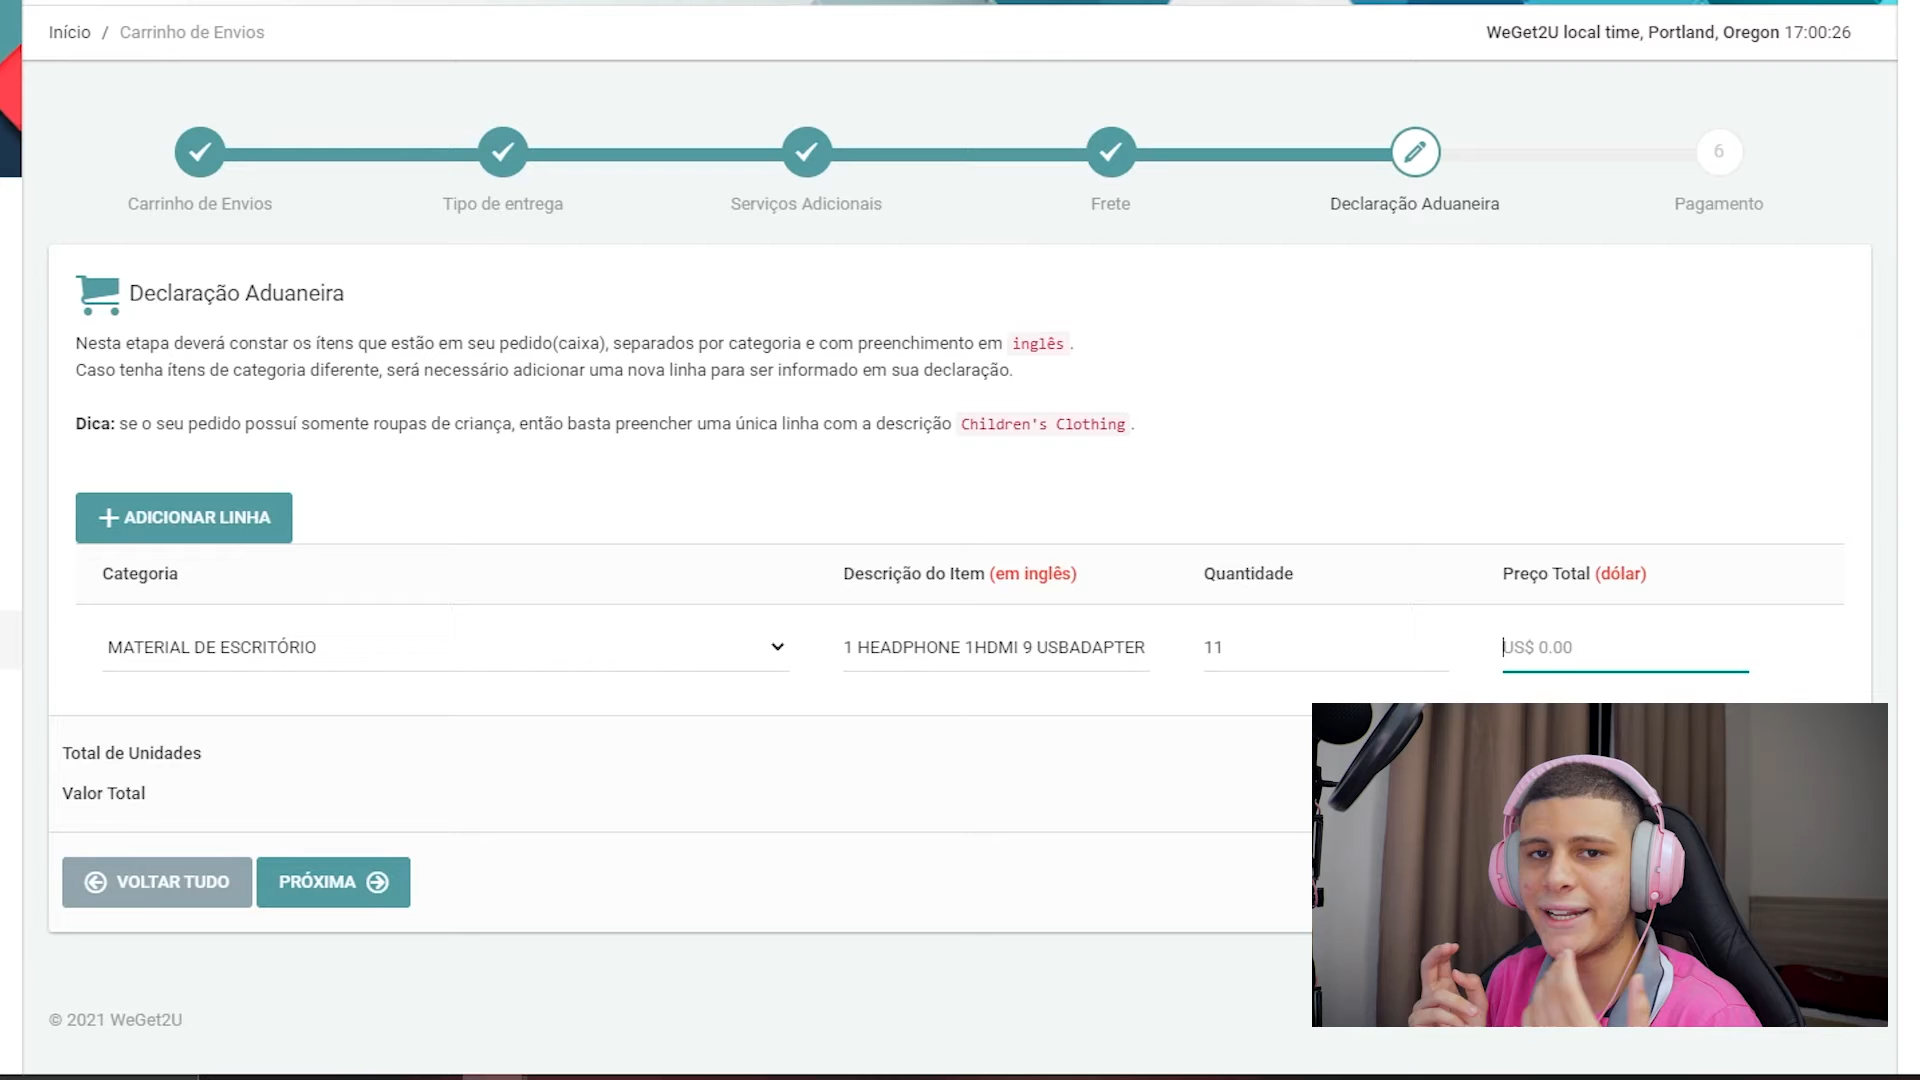 Início / Carrinho de Envios
WeGet2U local time, Portland, Oregon 17:00:26
6
Carrinho de Envios
Tipo de entrega
Serviços Adicionais
Frete
Declaração Aduaneira
Pagamento
Declaração Aduaneira
Nesta etapa deverá constar os ítens que estão em seu pedido(caixa), separados por categoria e com preenchimento em inglês.
Caso tenha ítens de categoria diferente, será necessário adicionar uma nova linha para ser informado em sua declaração.
Dica: se o seu pedido possuí somente roupas de criança, então basta preencher uma única linha com a descrição Children's Clothing.
ADICIONAR LINHA
Categoria
Descrição do Item (em inglês)
Quantidade
Preço Total (dólar)
MATERIAL DE ESCRITÓRIO
1 HEADPHONE 1HDMI 9 USBADAPTER
11
US$ 0.00
Total de Unidades
Valor Total
VOLTAR TUDO
PRÓXIMA
© 2021 WeGet2U